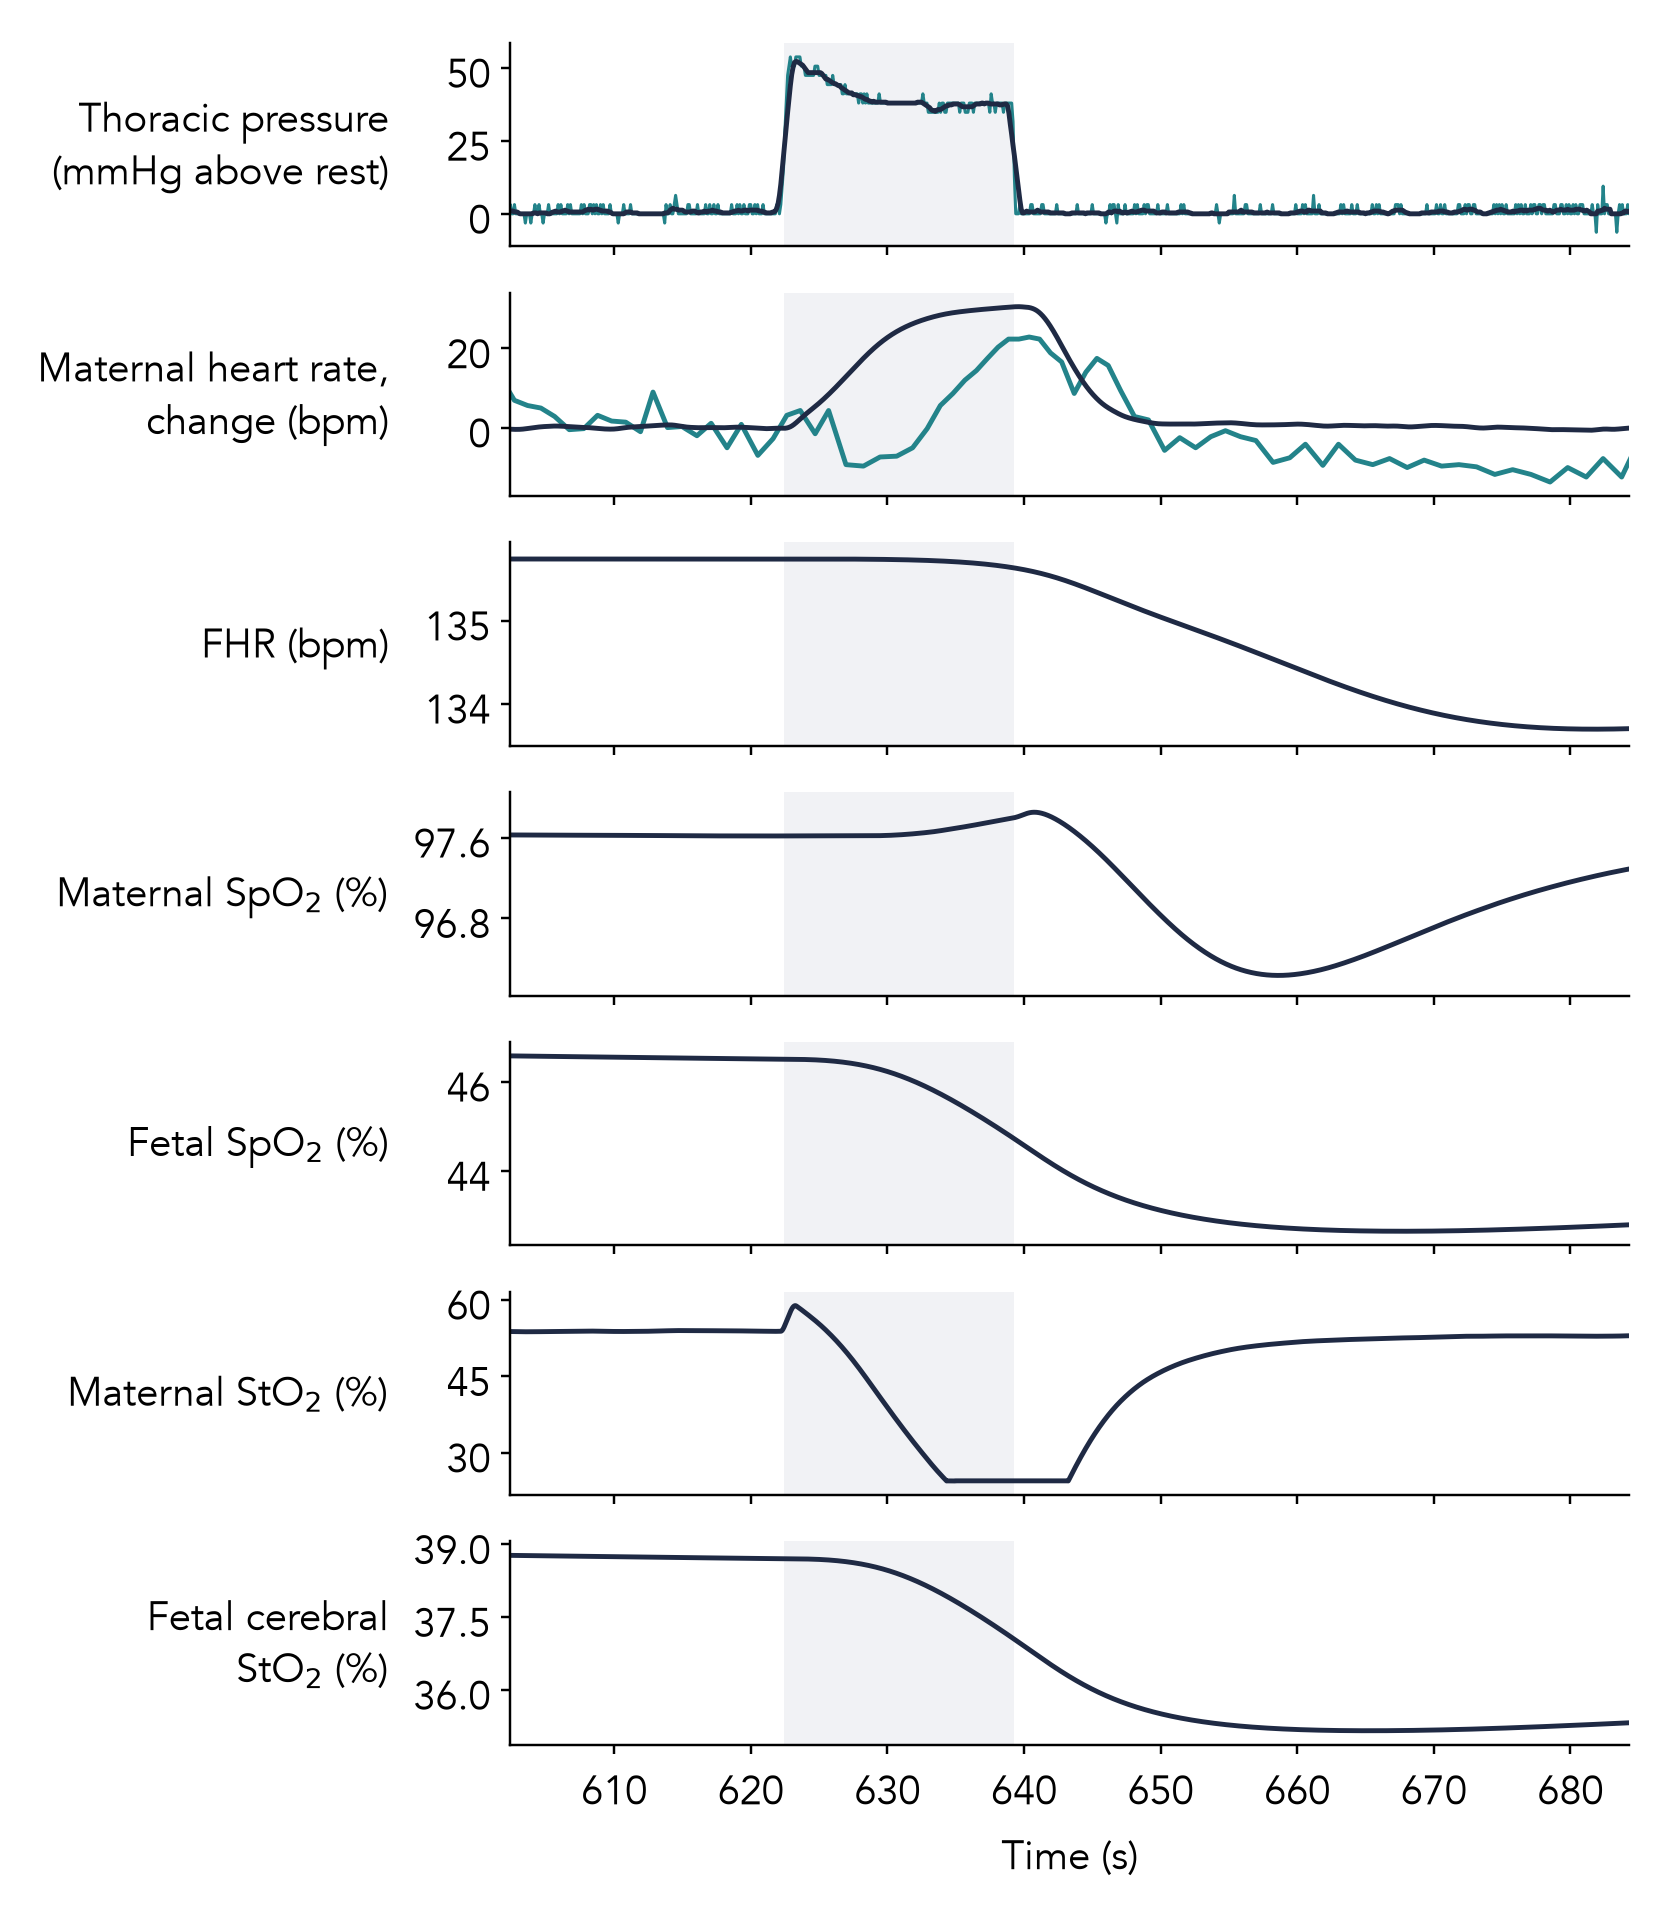 Thoracic pressure
(mmHg above rest)
50
25
0
Maternal heart rate,
change (bpm)
20
0
FHR (bpm)
135
134
Maternal SpO₂ (%)
97.6
96.8
Fetal SpO₂ (%)
46
44
Maternal StO₂ (%)
60
45
30
Fetal cerebral
StO₂ (%)
39.0
37.5
36.0
610 620 630 640 650 660 670 680
Time (s)